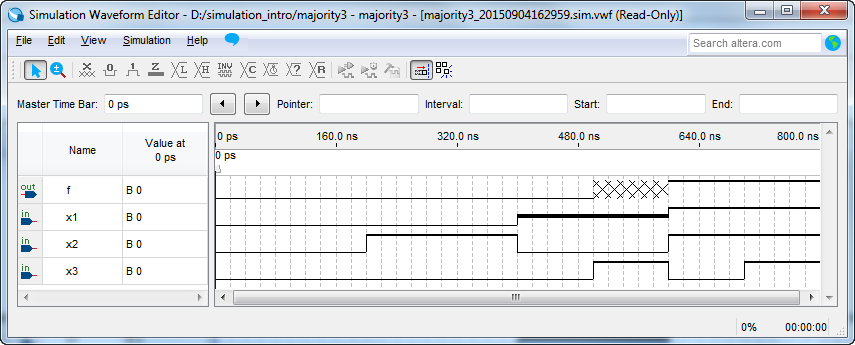 Simulation Waveform Editor - D:/simulation_intro/majority3 - majority3 - [majority3_20150904162959.sim.vwf (Read-Only)]
File Edit View Simulation Help Search altera.com
0 1 Z L H INV C ? R
Master Time Bar: 0 ps Pointer: Interval: Start: End:
Name Value at 0 ps
0 ps 160.0 ns 320.0 ns 480.0 ns 640.0 ns 800.0 ns
0 ps
out f B 0
in x1 B 0
in x2 B 0
in x3 B 0
0% 00:00:00